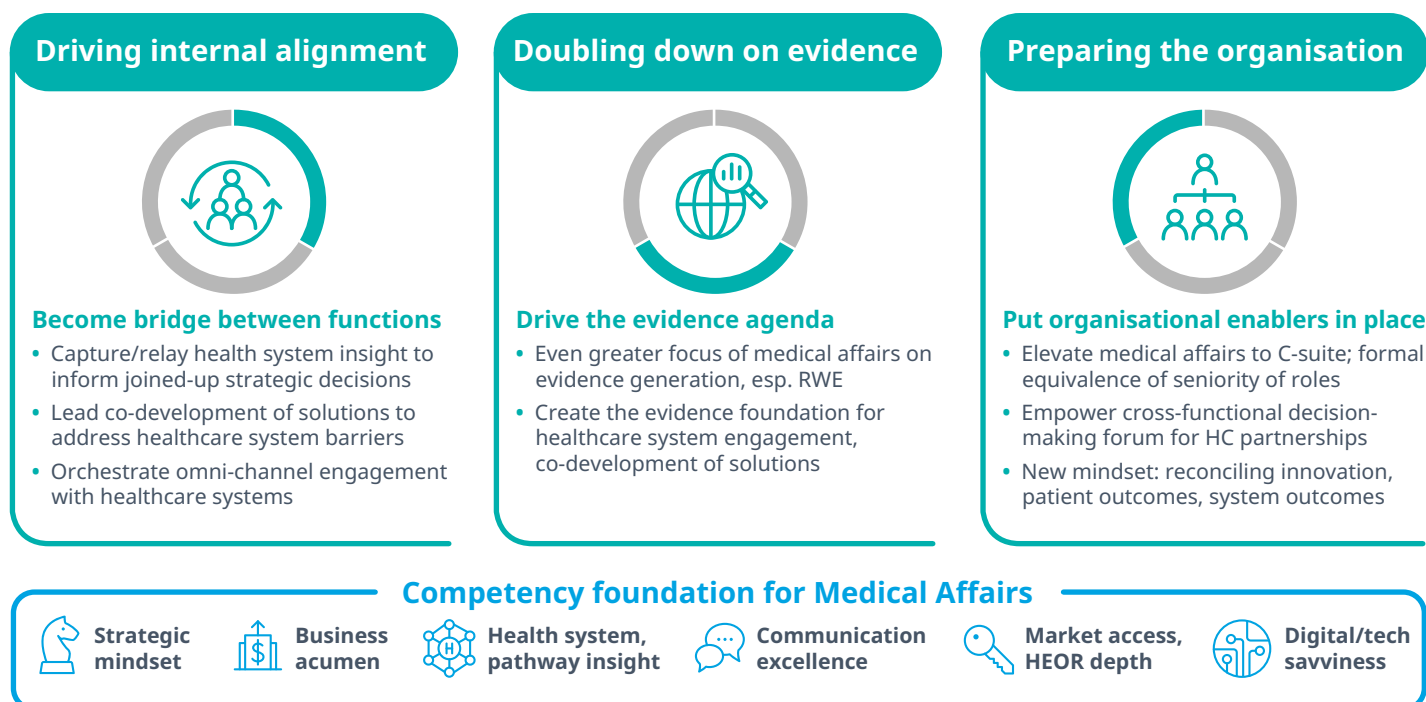 Driving internal alignment
Become bridge between functions
• Capture/relay health system insight to
inform joined-up strategic decisions
• Lead co-development of solutions to
address healthcare system barriers
• Orchestrate omni-channel engagement
with healthcare systems
Doubling down on evidence
Drive the evidence agenda
• Even greater focus of medical affairs on
evidence generation, esp. RWE
• Create the evidence foundation for
healthcare system engagement,
co-development of solutions
Preparing the organisation
Put organisational enablers in place
• Elevate medical affairs to C-suite; formal
equivalence of seniority of roles
• Empower cross-functional decision-
making forum for HC partnerships
• New mindset: reconciling innovation,
patient outcomes, system outcomes
Competency foundation for Medical Affairs
Strategic
mindset
$
Business
acumen
H
Health system,
pathway insight
Communication
excellence
Market access,
HEOR depth
Digital/tech
savviness